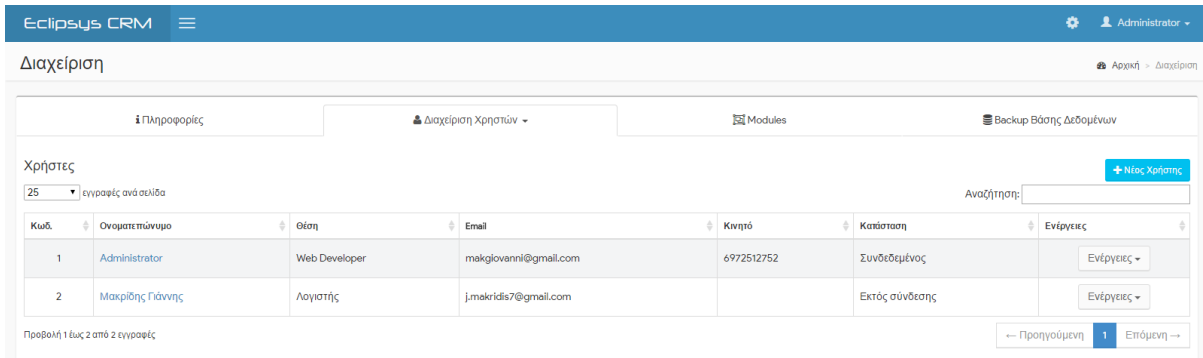 Eclipsys CRM Administrator
Διαχείριση Αρχική > Διαχείριση
Πληροφορίες Διαχείριση Χρηστών Modules Backup Βάσης Δεδομένων
Χρήστες + Νέος Χρήστης
25 εγγραφές ανά σελίδα Αναζήτηση:
Κωδ. Ονοματεπώνυμο Θέση Email Κινητό Κατάσταση Ενέργειες
1 Administrator Web Developer makgiovanni@gmail.com 6972512752 Συνδεδεμένος Ενέργειες
2 Μακρίδης Γιάννης Λογιστής j.makridis7@gmail.com Εκτός σύνδεσης Ενέργειες
Προβολή 1 έως 2 από 2 εγγραφές ← Προηγούμενη 1 Επόμενη →